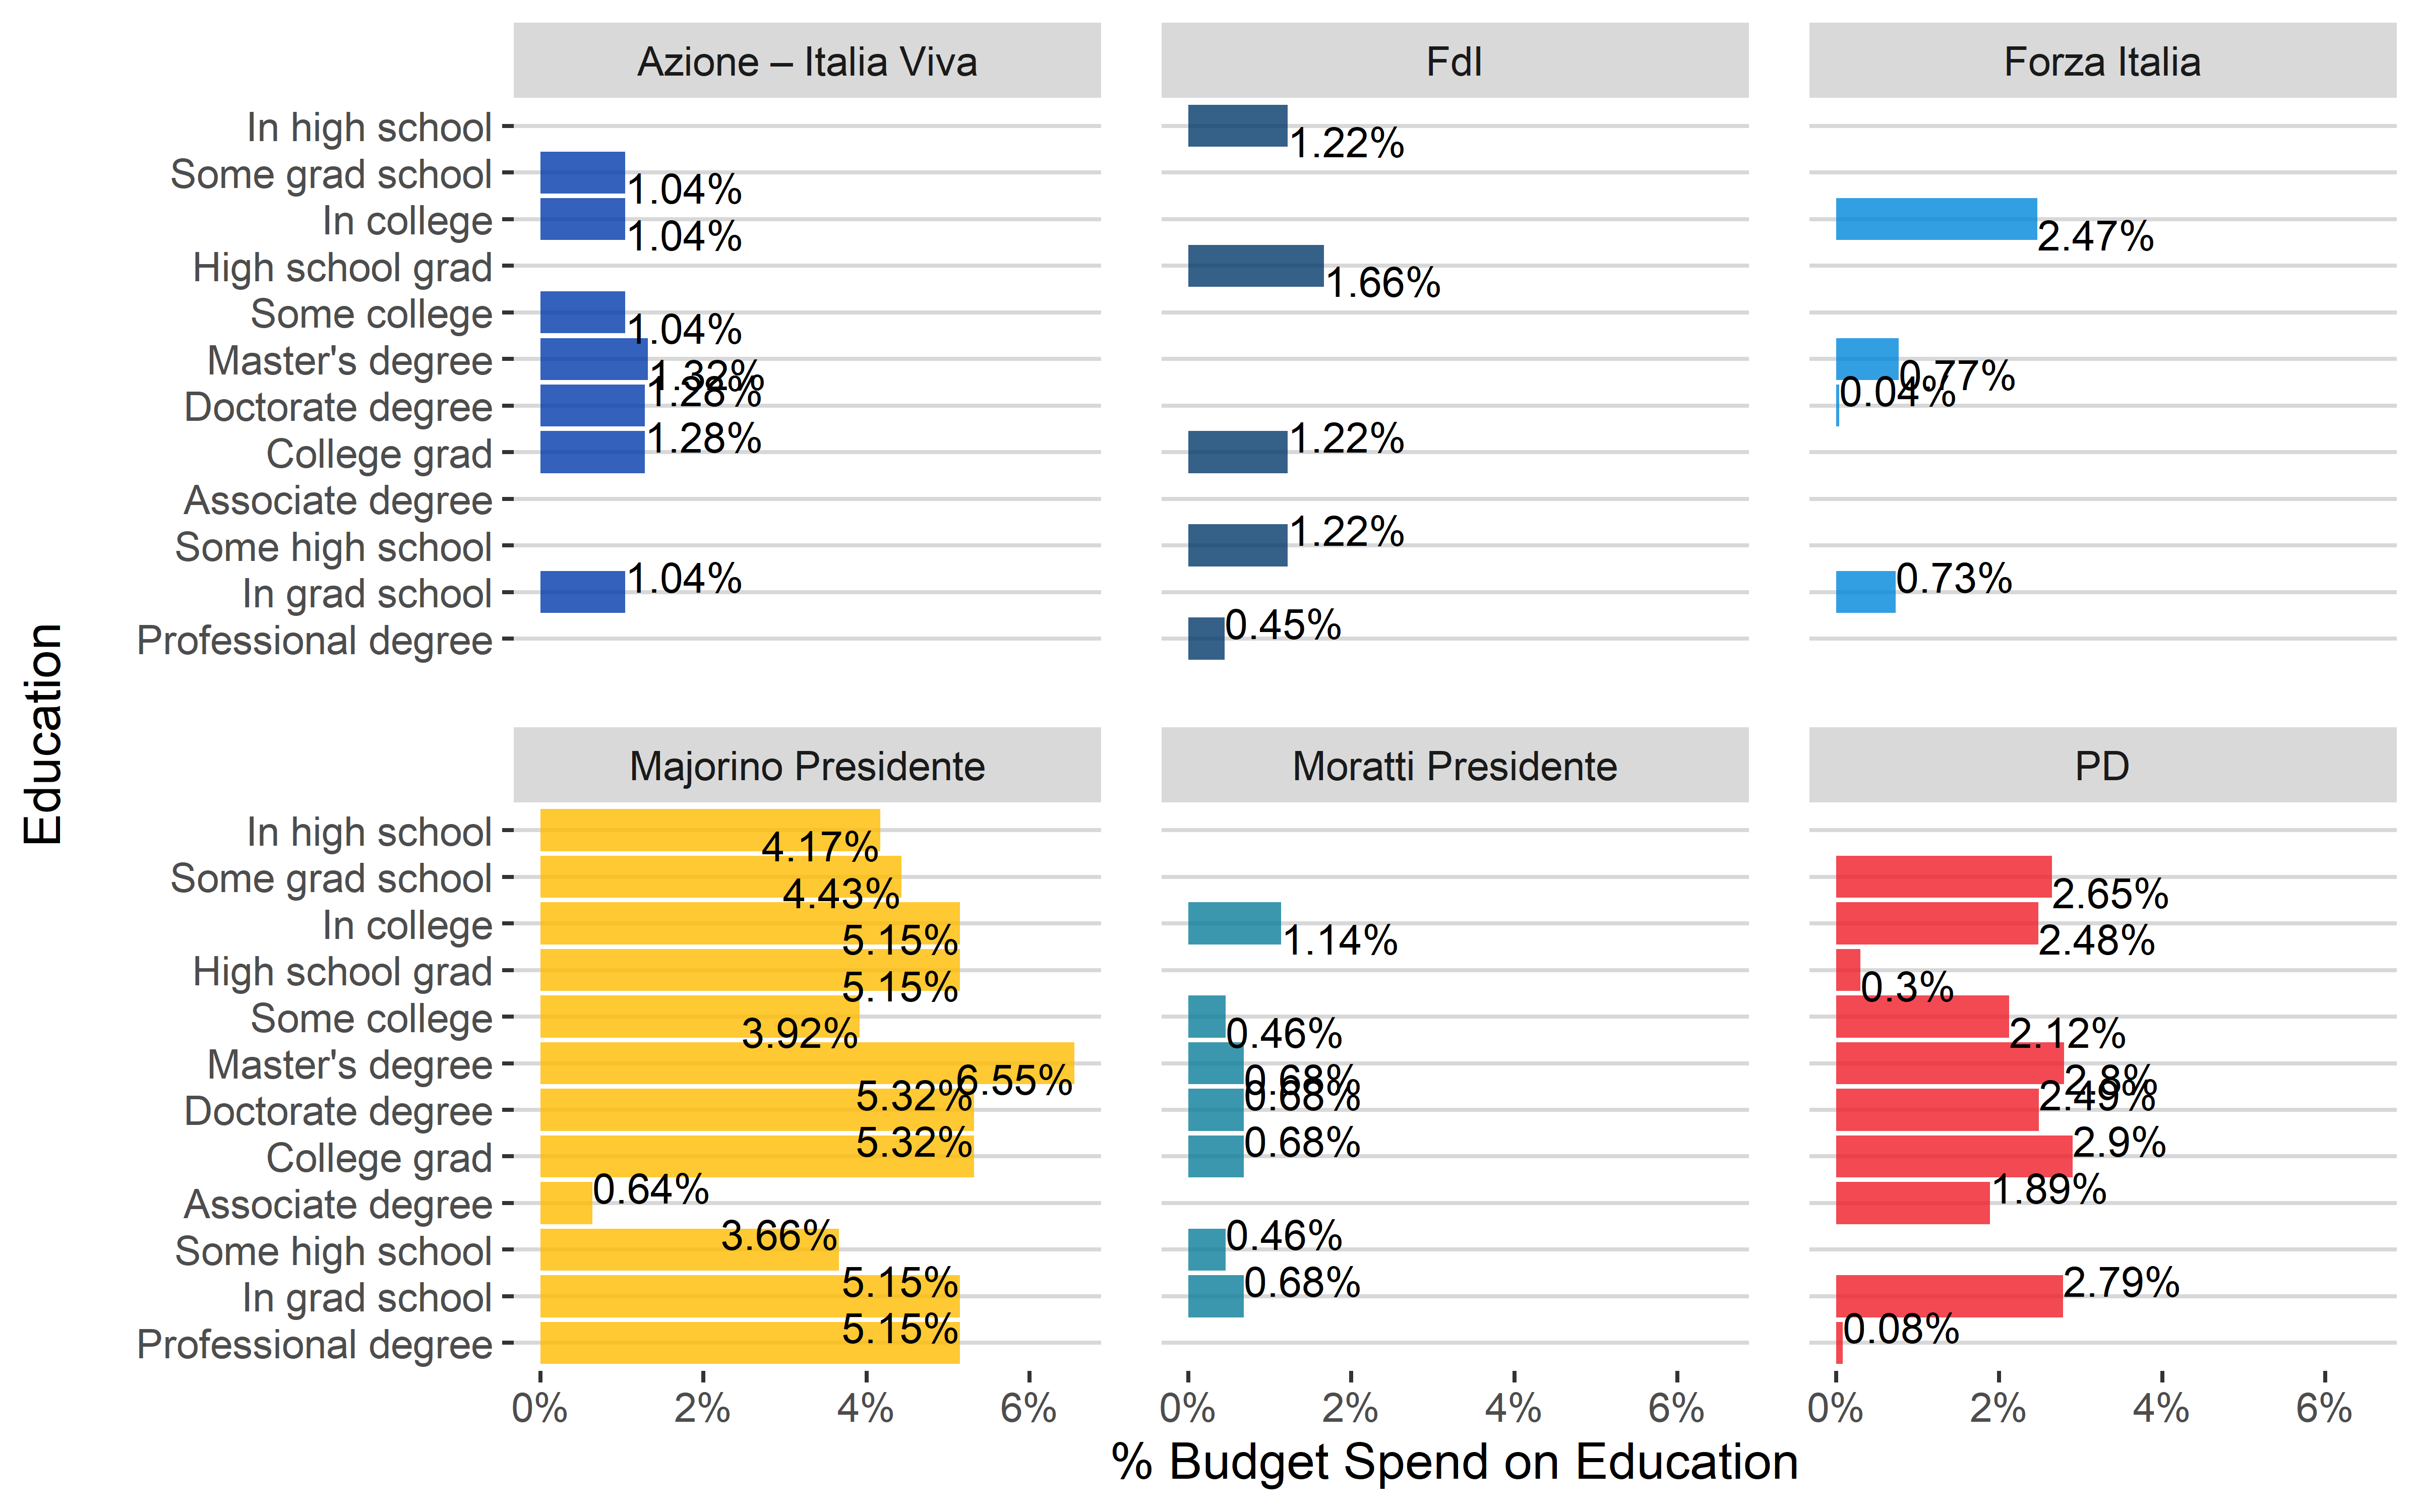 Azione – Italia Viva
FdI
Forza Italia
In high school
1.22%
Some grad school
1.04%
In college
1.04%
2.47%
High school grad
1.66%
Some college
1.04%
Master's degree
1.32%
0.77%
Doctorate degree
1.28%
0.04%
College grad
1.28%
1.22%
Associate degree
Some high school
1.22%
In grad school
1.04%
0.73%
Professional degree
0.45%
Education
Majorino Presidente
Moratti Presidente
PD
In high school
4.17%
Some grad school
4.43%
2.65%
In college
5.15%
1.14%
2.48%
High school grad
5.15%
0.3%
Some college
3.92%
0.46%
2.12%
Master's degree
6.55%
0.68%
2.8%
Doctorate degree
5.32%
0.68%
2.49%
College grad
5.32%
0.68%
2.9%
Associate degree
0.64%
1.89%
Some high school
3.66%
0.46%
In grad school
5.15%
0.68%
2.79%
Professional degree
5.15%
0.08%
0% 2% 4% 6%
0% 2% 4% 6%
0% 2% 4% 6%
% Budget Spend on Education